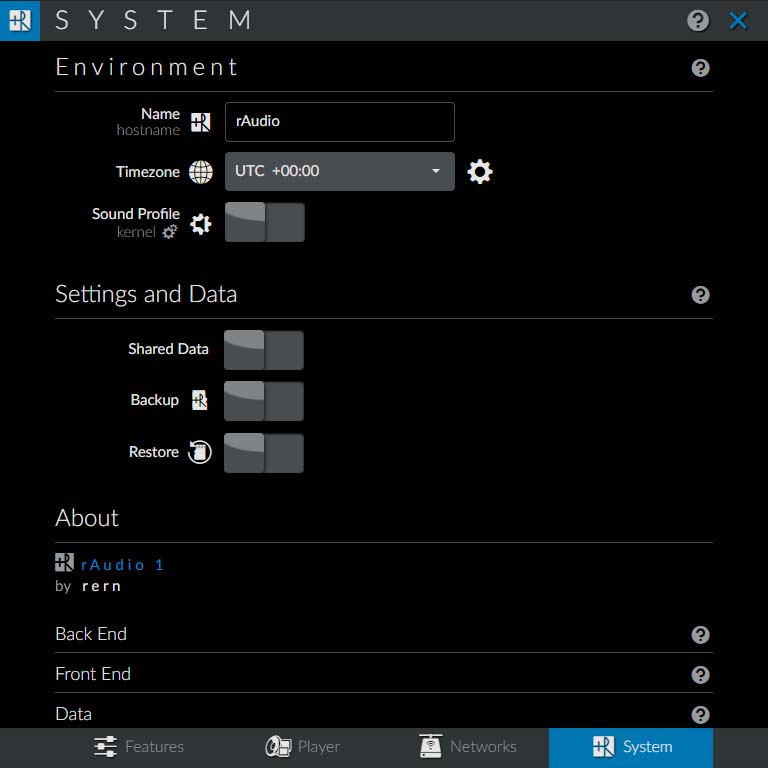 SYSTEM
Environment
Name
hostname
rAudio
Timezone
UTC +00:00
Sound Profile
kernel
Settings and Data
Shared Data
Backup
Restore
About
rAudio 1
by rern
Back End
Front End
Data
Features Player Networks System